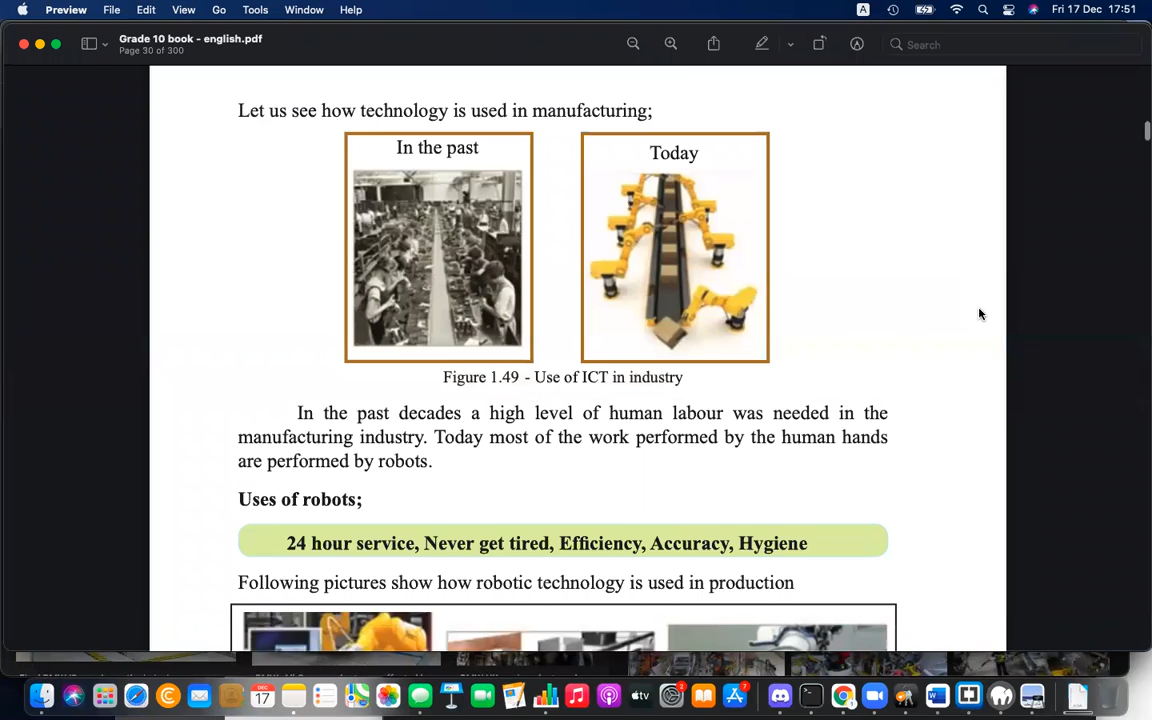 Preview File Edit View Go Tools Window Help A Fri 17 Dec 17:51
Grade 10 book - english.pdf
Page 30 of 300
Search
Let us see how technology is used in manufacturing;
In the past
Today
Figure 1.49 - Use of ICT in industry
In the past decades a high level of human labour was needed in the
manufacturing industry. Today most of the work performed by the human hands
are performed by robots.
Uses of robots;
24 hour service, Never get tired, Efficiency, Accuracy, Hygiene
Following pictures show how robotic technology is used in production
DEC
17
tv
2
7